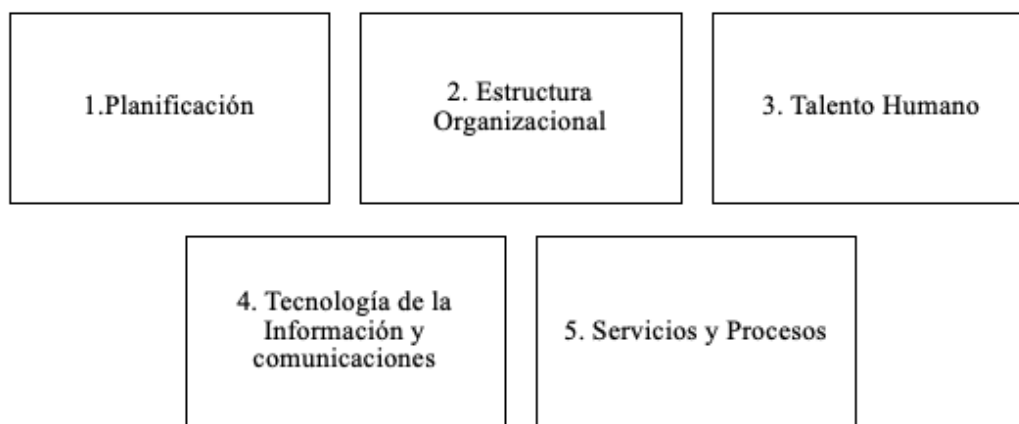 1.Planificación
2. Estructura
Organizacional
3. Talento Humano
4. Tecnología de la
Información y
comunicaciones
5. Servicios y Procesos